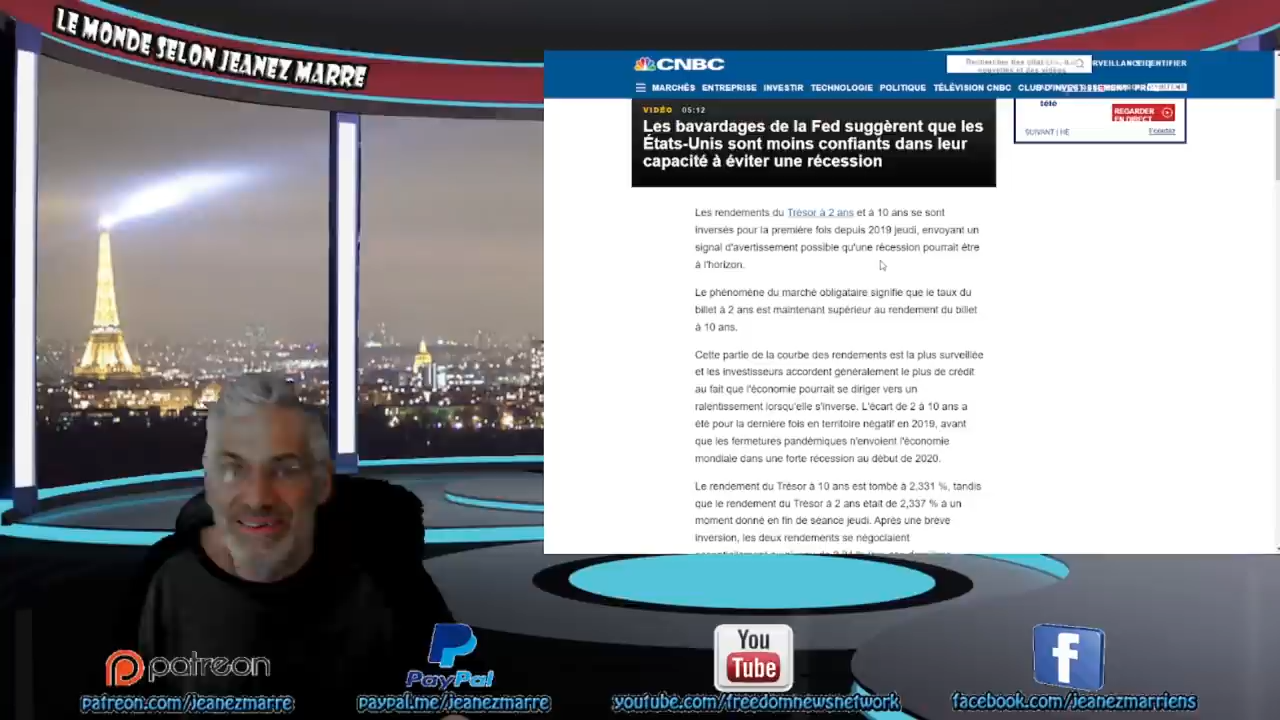 LE MONDE SELON JEANEZ MARRE
CNBC
MARCHÉS ENTREPRISE INVESTIR TECHNOLOGIE POLITIQUE TÉLÉVISION CNBC
VIDÉO 05:12
Les bavardages de la Fed suggèrent que les
États-Unis sont moins confiants dans leur
capacité à éviter une récession
télé
REGARDER
EN DIRECT
SUIVANT | HE
Les rendements du Trésor à 2 ans et à 10 ans se sont
inversés pour la première fois depuis 2019 jeudi, envoyant un
signal d'avertissement possible qu'une récession pourrait être
à l'horizon.
Le phénomène du marché obligataire signifie que le taux du
billet à 2 ans est maintenant supérieur au rendement du billet
à 10 ans.
Cette partie de la courbe des rendements est la plus surveillée
et les investisseurs accordent généralement le plus de crédit
au fait que l'économie pourrait se diriger vers un
ralentissement lorsqu'elle s'inverse. L'écart de 2 à 10 ans a
été pour la dernière fois en territoire négatif en 2019, avant
que les fermetures pandémiques n'envoient l'économie
mondiale dans une forte récession au début de 2020.
Le rendement du Trésor à 10 ans est tombé à 2,331 %, tandis
que le rendement du Trésor à 2 ans était de 2,337 % à un
moment donné en fin de séance jeudi. Après une brève
inversion, les deux rendements se négociaient
patreon
patreon.com/jeanezmarre
PayPal
paypal.me/jeanezmarre
You
Tube
youtube.com/freedomnewsnetwork
f
facebook.com/jeanezmarriens